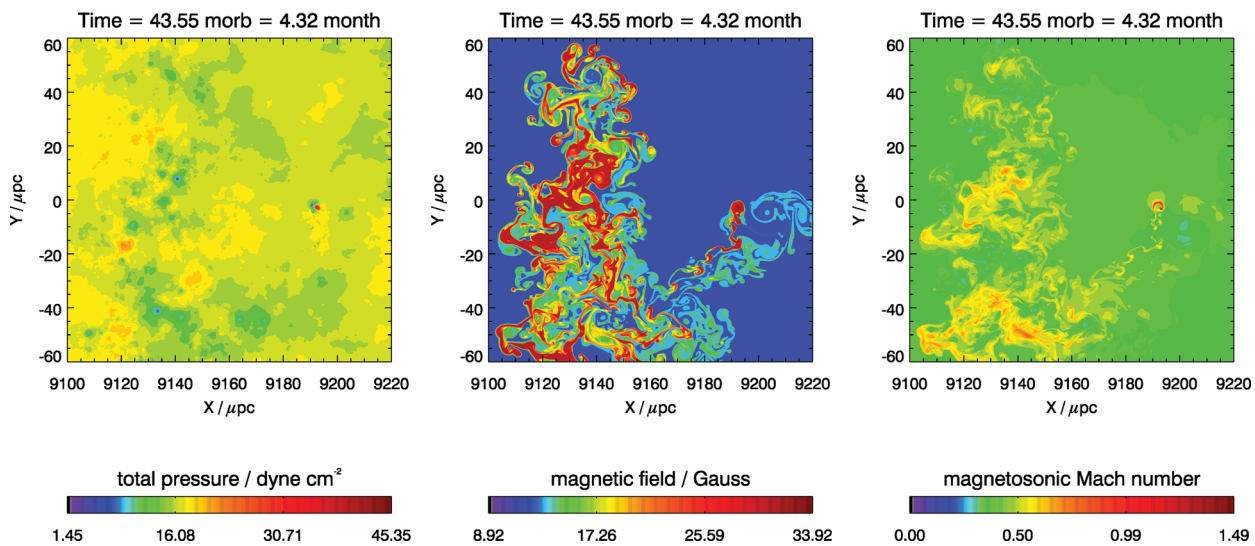 Time = 43.55 morb = 4.32 month Time = 43.55 morb = 4.32 month Time = 43.55 morb = 4.32 month
60 60 60
40 40 40
20 20 20
0 0 0
-20 -20 -20
-40 -40 -40
-60 -60 -60
Y / μpc Y / μpc Y / μpc
9100 9120 9140 9160 9180 9200 9220 9100 9120 9140 9160 9180 9200 9220 9100 9120 9140 9160 9180 9200 9220
X / μpc X / μpc X / μpc
total pressure / dyne cm⁻² magnetic field / Gauss magnetosonic Mach number
1.45 16.08 30.71 45.35 8.92 17.26 25.59 33.92 0.00 0.50 0.99 1.49